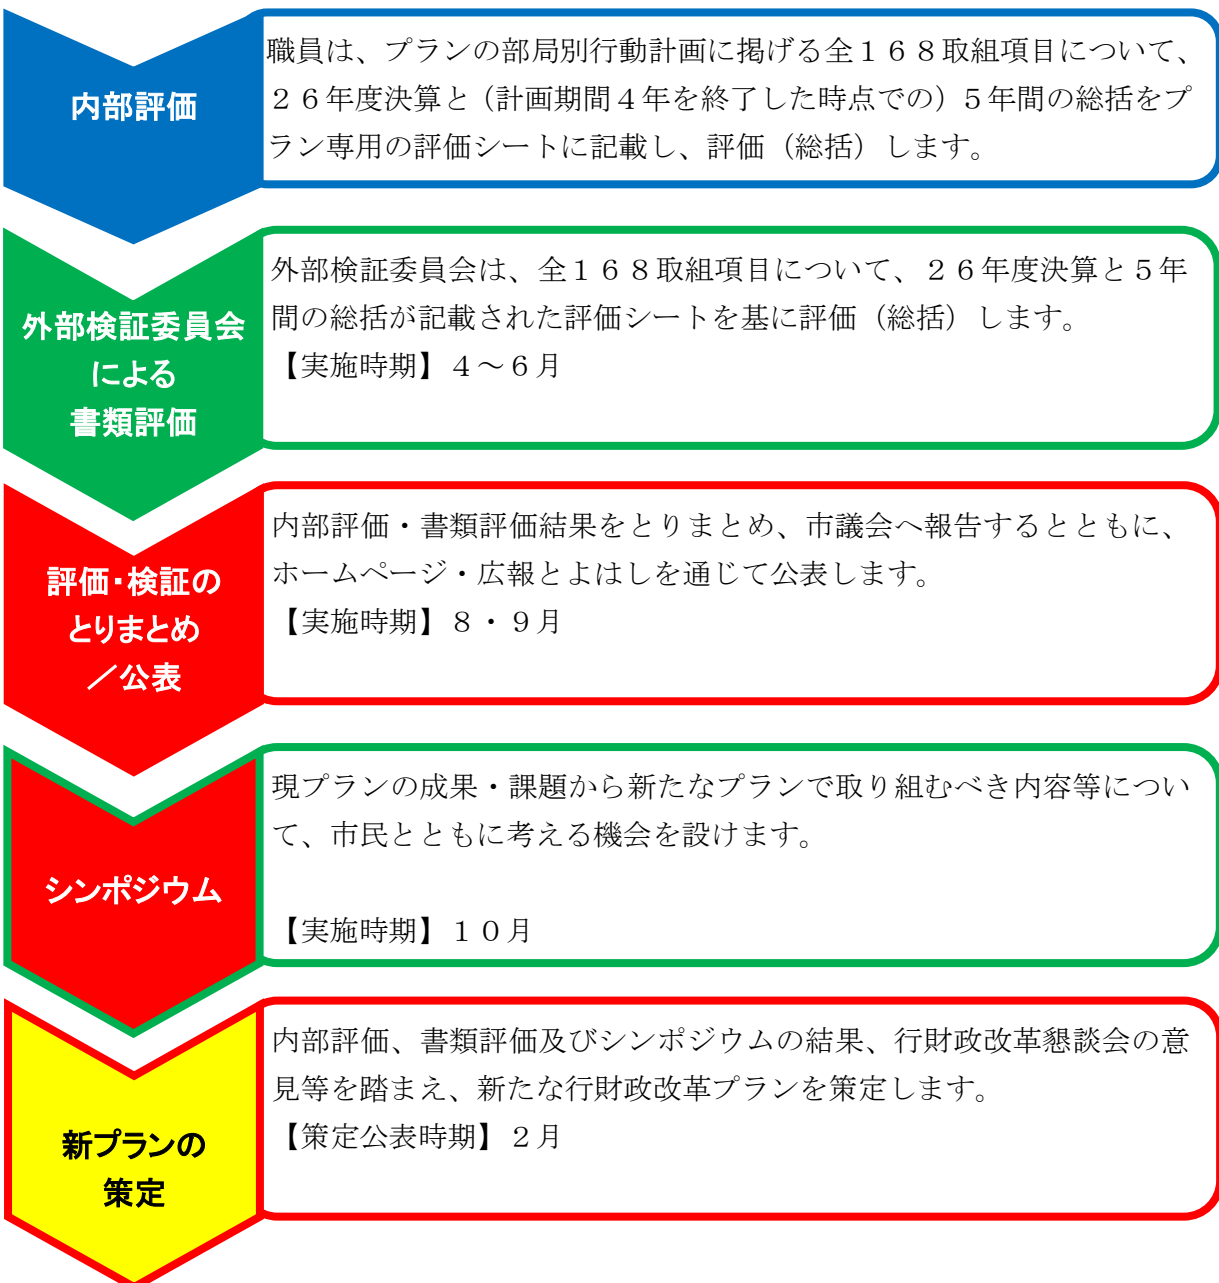 内部評価
職員は、プランの部局別行動計画に掲げる全１６８取組項目について、
２６年度決算と（計画期間４年を終了した時点での）５年間の総括をプ
ラン専用の評価シートに記載し、評価（総括）します。
外部検証委員会
による
書類評価
外部検証委員会は、全１６８取組項目について、２６年度決算と５年
間の総括が記載された評価シートを基に評価（総括）します。
【実施時期】４～６月
評価・検証の
とりまとめ
／公表
内部評価・書類評価結果をとりまとめ、市議会へ報告するとともに、
ホームページ・広報とよはしを通じて公表します。
【実施時期】８・９月
シンポジウム
現プランの成果・課題から新たなプランで取り組むべき内容等につい
て、市民とともに考える機会を設けます。
【実施時期】１０月
新プランの
策定
内部評価、書類評価及びシンポジウムの結果、行財政改革懇談会の意
見等を踏まえ、新たな行財政改革プランを策定します。
【策定公表時期】２月